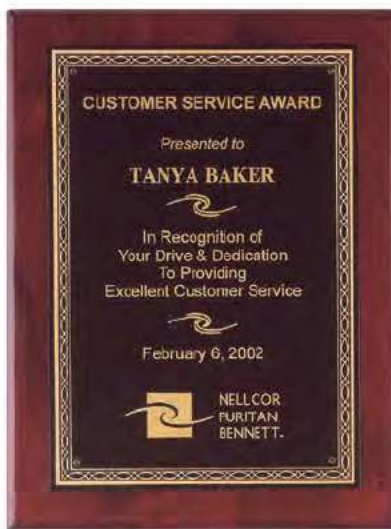 CUSTOMER SERVICE AWARD
Presented to
TANYA BAKER
In Recognition of
Your Drive & Dedication
To Providing
Excellent Customer Service
February 6, 2002
NELLCOR
PURITAN
BENNETT.